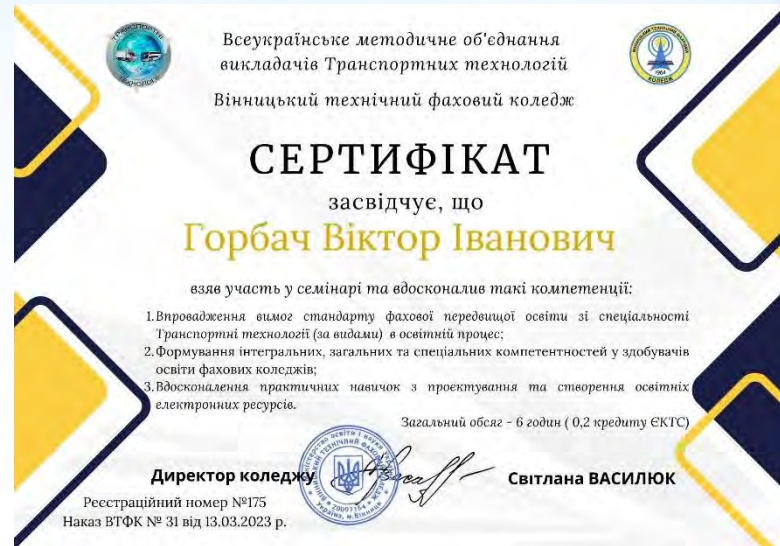 ТРАНСПОРТНІ
ТЕХНОЛОГІЇ
Всеукраїнське методичне об'єднання
викладачів Транспортних технологій
Вінницький технічний фаховий коледж
1964
КОЛЕДЖ
СЕРТИФІКАТ
засвідчує, що
Горбач Віктор Іванович
взяв участь у семінарі та вдосконалив такі компетенції:
1. Впровадження вимог стандарту фахової передвищої освіти зі спеціальності
Транспортні технології (за видами) в освітній процес;
2. Формування інтегральних, загальних та спеціальних компетентностей у здобувачів
освіти фахових коледжів;
3. Вдосконалення практичних навичок з проєктування та створення освітніх
електронних ресурсів.
Загальний обсяг - 6 годин ( 0,2 кредиту ЄКТС)
Директор коледжу
Світлана ВАСИЛЮК
Реєстраційний номер №175
Наказ ВТФК № 31 від 13.03.2023 р.